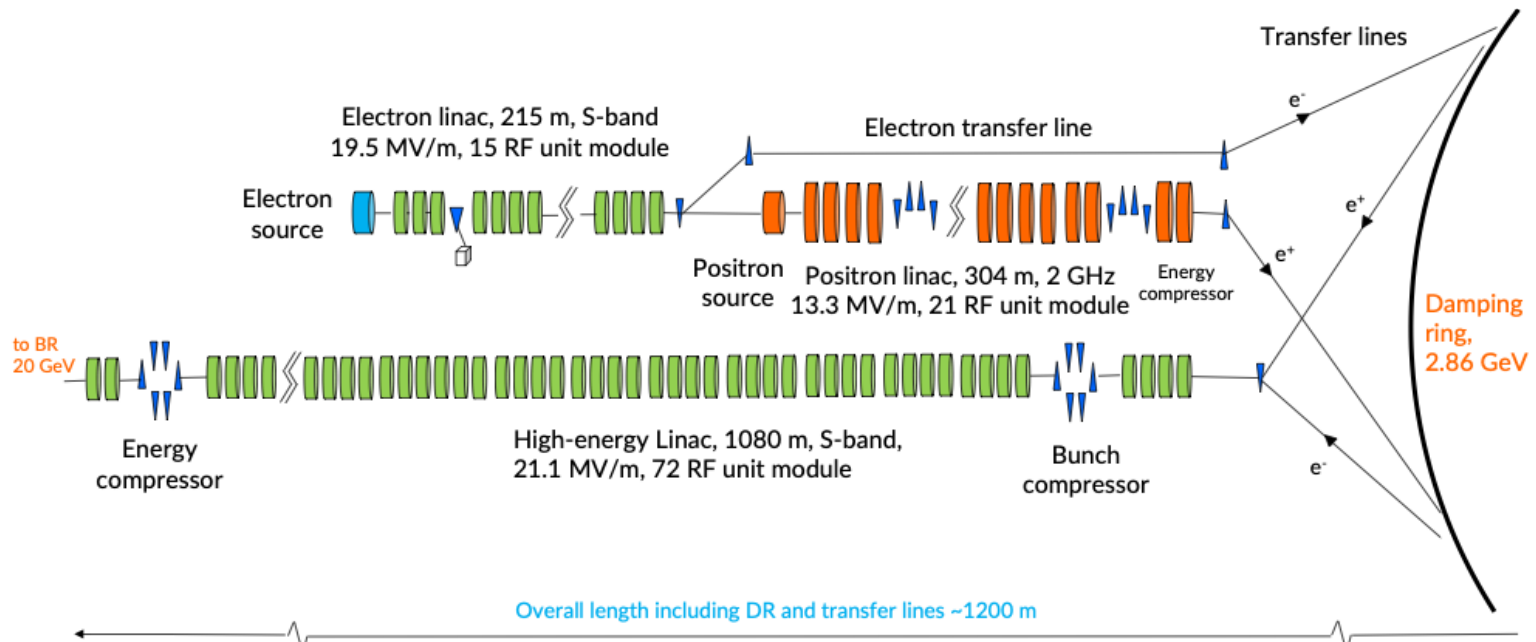 Transfer lines
e-
Electron linac, 215 m, S-band
19.5 MV/m, 15 RF unit module
Electron transfer line
Electron
source
e+
e+
Positron
source
Positron linac, 304 m, 2 GHz
13.3 MV/m, 21 RF unit module
Energy
compressor
Damping
ring,
2.86 GeV
to BR
20 GeV
Energy
compressor
High-energy Linac, 1080 m, S-band,
21.1 MV/m, 72 RF unit module
Bunch
compressor
e-
Overall length including DR and transfer lines ~1200 m